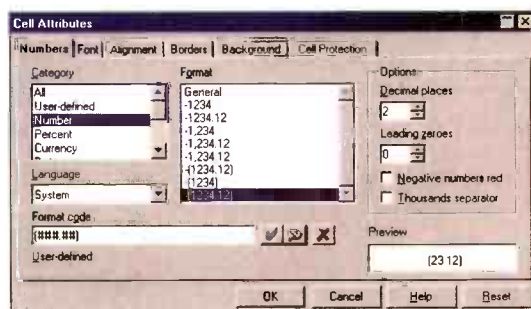 Cell Attributes
Numbers Font Alignment Borders Background Cell Protection
Category
All
User-defined
Number
Percent
Currency
Language
System
Format
General
-1234
-1234.12
-1,234
-1,234.12
-1,234.12
-(1234)
(1234)
(1234.12)
Options
Decimal places
2
Leading zeroes
0
Negative numbers red
Thousands separator
Format code
(###.##)
User-defined
Preview
(23.12)
OK Cancel Help Reset